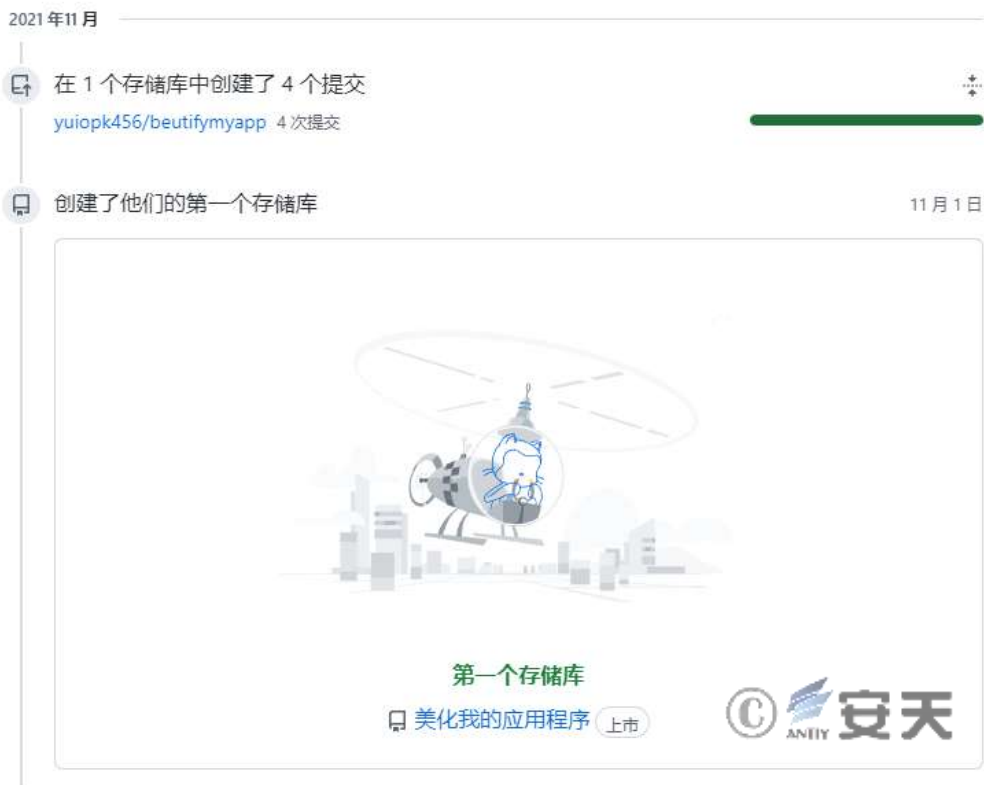 2021 年11 月
在 1 个存储库中创建了 4 个提交
yuiopk456/beutifymyapp 4 次提交
创建了他们的第一个存储库 11 月 1 日
第一个存储库
美化我的应用程序 上市
© ANTIY 安天